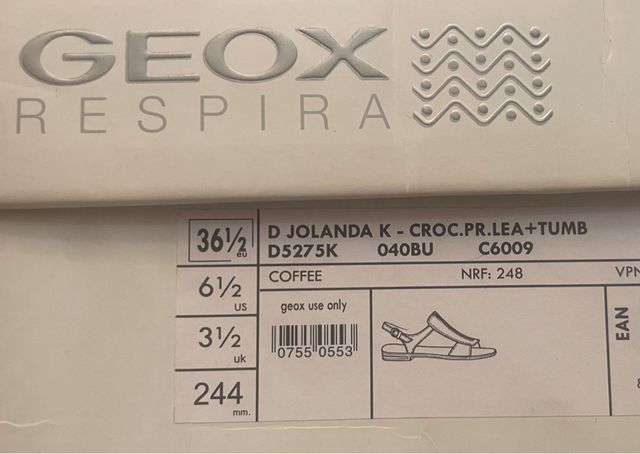 GEOX
RESPIRA
36½ eu
6½ US
3½ uk
244 mm.
D JOLANDA K - CROC.PR.LEA+TUMB
D5275K 040BU C6009
COFFEE NRF: 248 VPN
geox use only
0755 0553
EAN